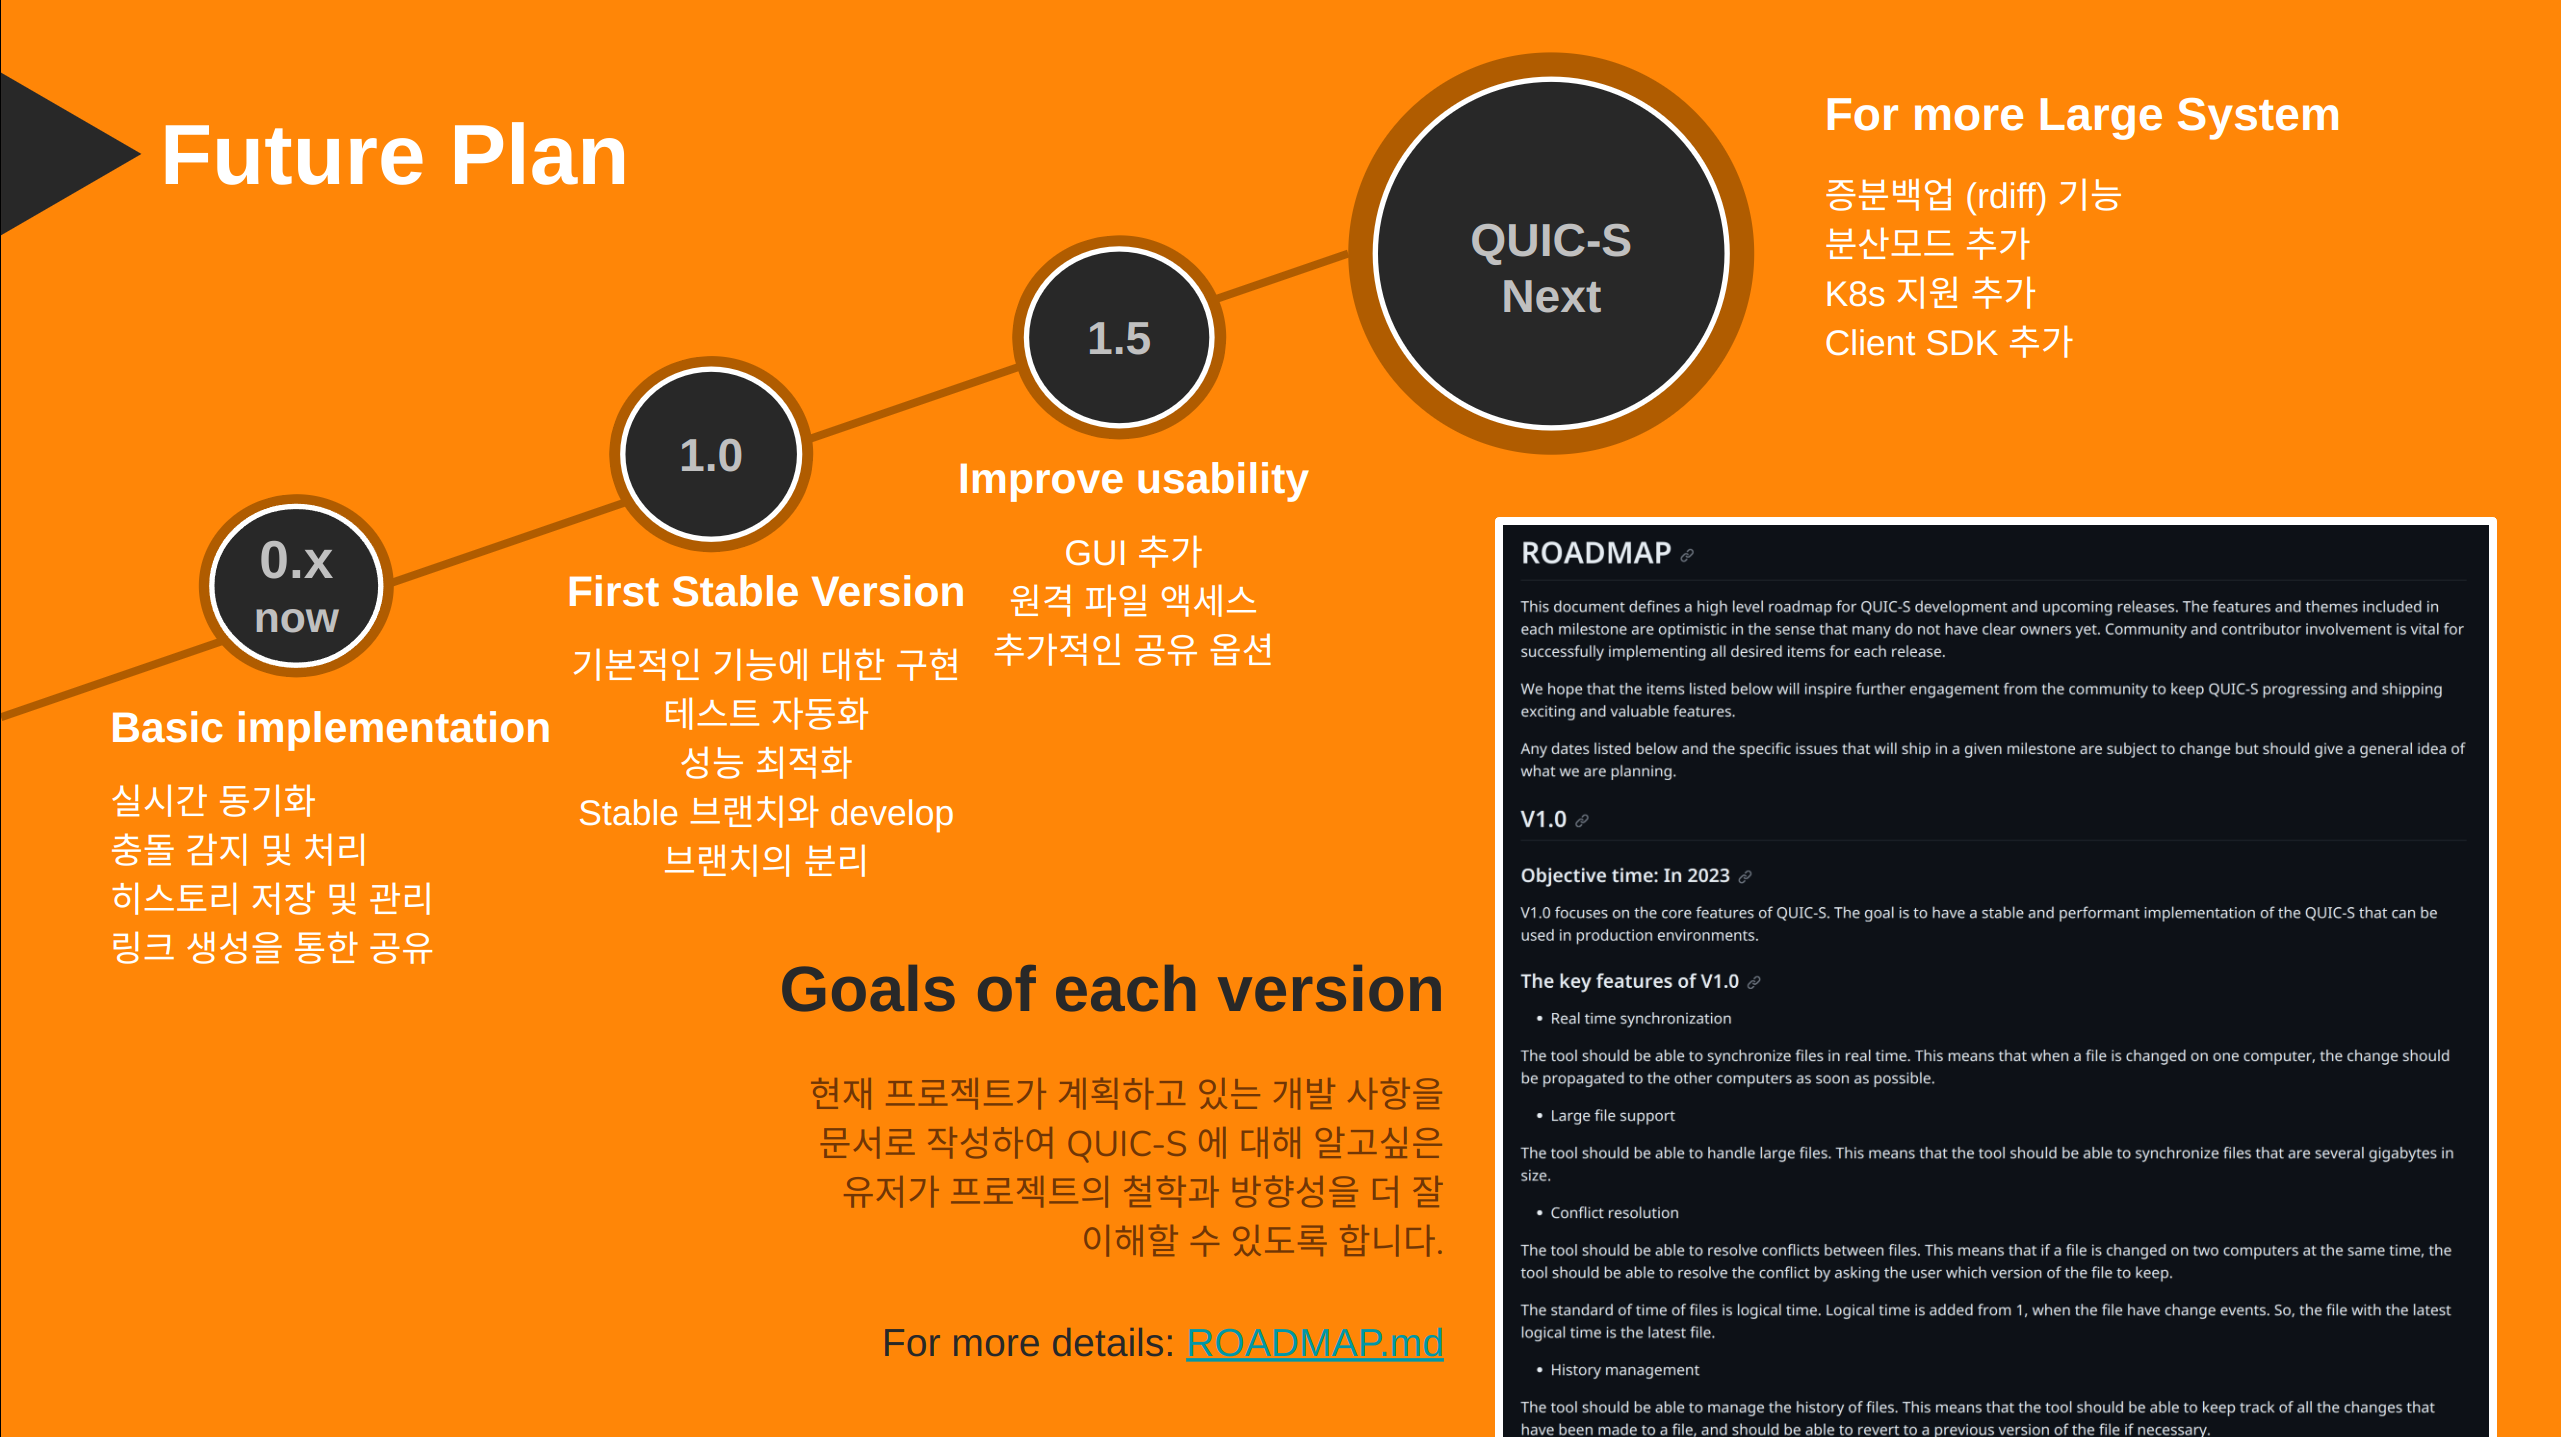 Future Plan
0.x
now
Basic implementation
실시간 동기화
충돌 감지 및 처리
히스토리 저장 및 관리
링크 생성을 통한 공유
1.0
First Stable Version
기본적인 기능에 대한 구현
테스트 자동화
성능 최적화
Stable 브랜치와 develop
브랜치의 분리
1.5
Improve usability
GUI 추가
원격 파일 액세스
추가적인 공유 옵션
QUIC-S
Next
For more Large System
증분백업 (rdiff) 기능
분산모드 추가
K8s 지원 추가
Client SDK 추가
Goals of each version
현재 프로젝트가 계획하고 있는 개발 사항을
문서로 작성하여 QUIC-S 에 대해 알고싶은
유저가 프로젝트의 철학과 방향성을 더 잘
이해할 수 있도록 합니다.
For more details: ROADMAP.md
ROADMAP
This document defines a high level roadmap for QUIC-S development and upcoming releases. The features and themes included in
each milestone are optimistic in the sense that many do not have clear owners yet. Community and contributor involvement is vital for
successfully implementing all desired items for each release.
We hope that the items listed below will inspire further engagement from the community to keep QUIC-S progressing and shipping
exciting and valuable features.
Any dates listed below and the specific issues that will ship in a given milestone are subject to change but should give a general idea of
what we are planning.
V1.0
Objective time: In 2023
V1.0 focuses on the core features of QUIC-S. The goal is to have a stable and performant implementation of the QUIC-S that can be
used in production environments.
The key features of V1.0
• Real time synchronization
The tool should be able to synchronize files in real time. This means that when a file is changed on one computer, the change should
be propagated to the other computers as soon as possible.
• Large file support
The tool should be able to handle large files. This means that the tool should be able to synchronize files that are several gigabytes in
size.
• Conflict resolution
The tool should be able to resolve conflicts between files. This means that if a file is changed on two computers at the same time, the
tool should be able to resolve the conflict by asking the user which version of the file to keep.
The standard of time of files is logical time. Logical time is added from 1, when the file have change events. So, the file with the latest
logical time is the latest file.
• History management
The tool should be able to manage the history of files. This means that the tool should be able to keep track of all the changes that
have been made to a file, and should be able to revert to a previous version of the file if necessary.